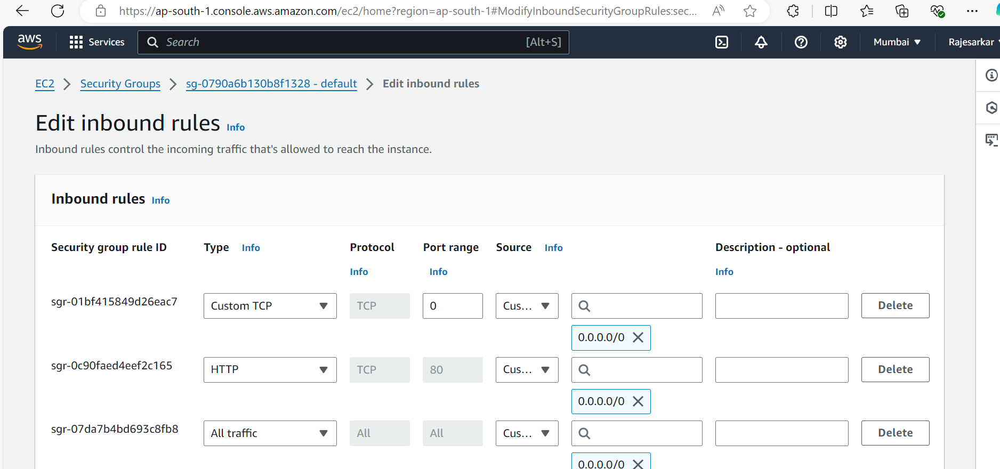 https://ap-south-1.console.aws.amazon.com/ec2/home?region=ap-south-1#ModifyInboundSecurityGroupRules:sec...
aws Services Search [Alt+S] Mumbai Rajesarkar
EC2 Security Groups sg-0790a6b130b8f1328 - default Edit inbound rules
Edit inbound rules Info
Inbound rules control the incoming traffic that's allowed to reach the instance.
Inbound rules Info
Security group rule ID Type Info Protocol Port range Source Info Description - optional
Info Info Info
sgr-01bf415849d26eac7 Custom TCP TCP 0 Cus... Delete
0.0.0.0/0
sgr-0c90faed4eef2c165 HTTP TCP 80 Cus... Delete
0.0.0.0/0
sgr-07da7b4bd693c8fb8 All traffic All All Cus... Delete
0.0.0.0/0